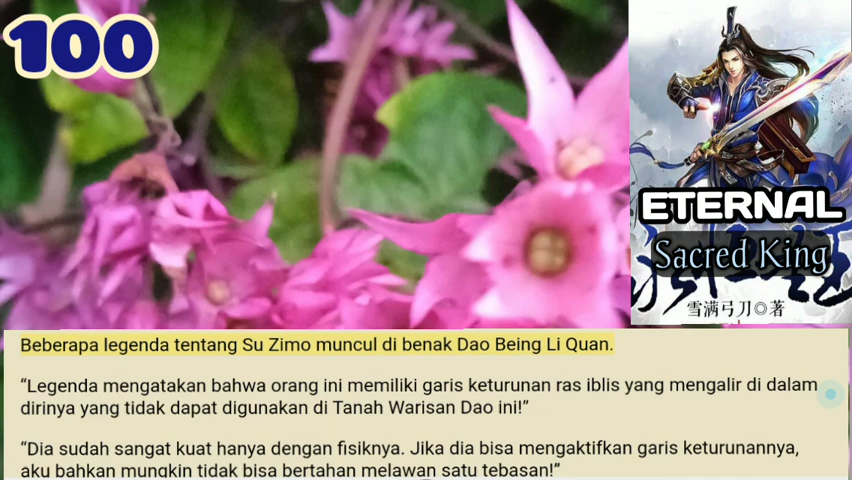 100
ETERNAL
Sacred King
雪满弓刀◎著
Beberapa legenda tentang Su Zimo muncul di benak Dao Being Li Quan.
“Legenda mengatakan bahwa orang ini memiliki garis keturunan ras iblis yang mengalir di dalam
dirinya yang tidak dapat digunakan di Tanah Warisan Dao ini!”
“Dia sudah sangat kuat hanya dengan fisiknya. Jika dia bisa mengaktifkan garis keturunannya,
aku bahkan mungkin tidak bisa bertahan melawan satu tebasan!”